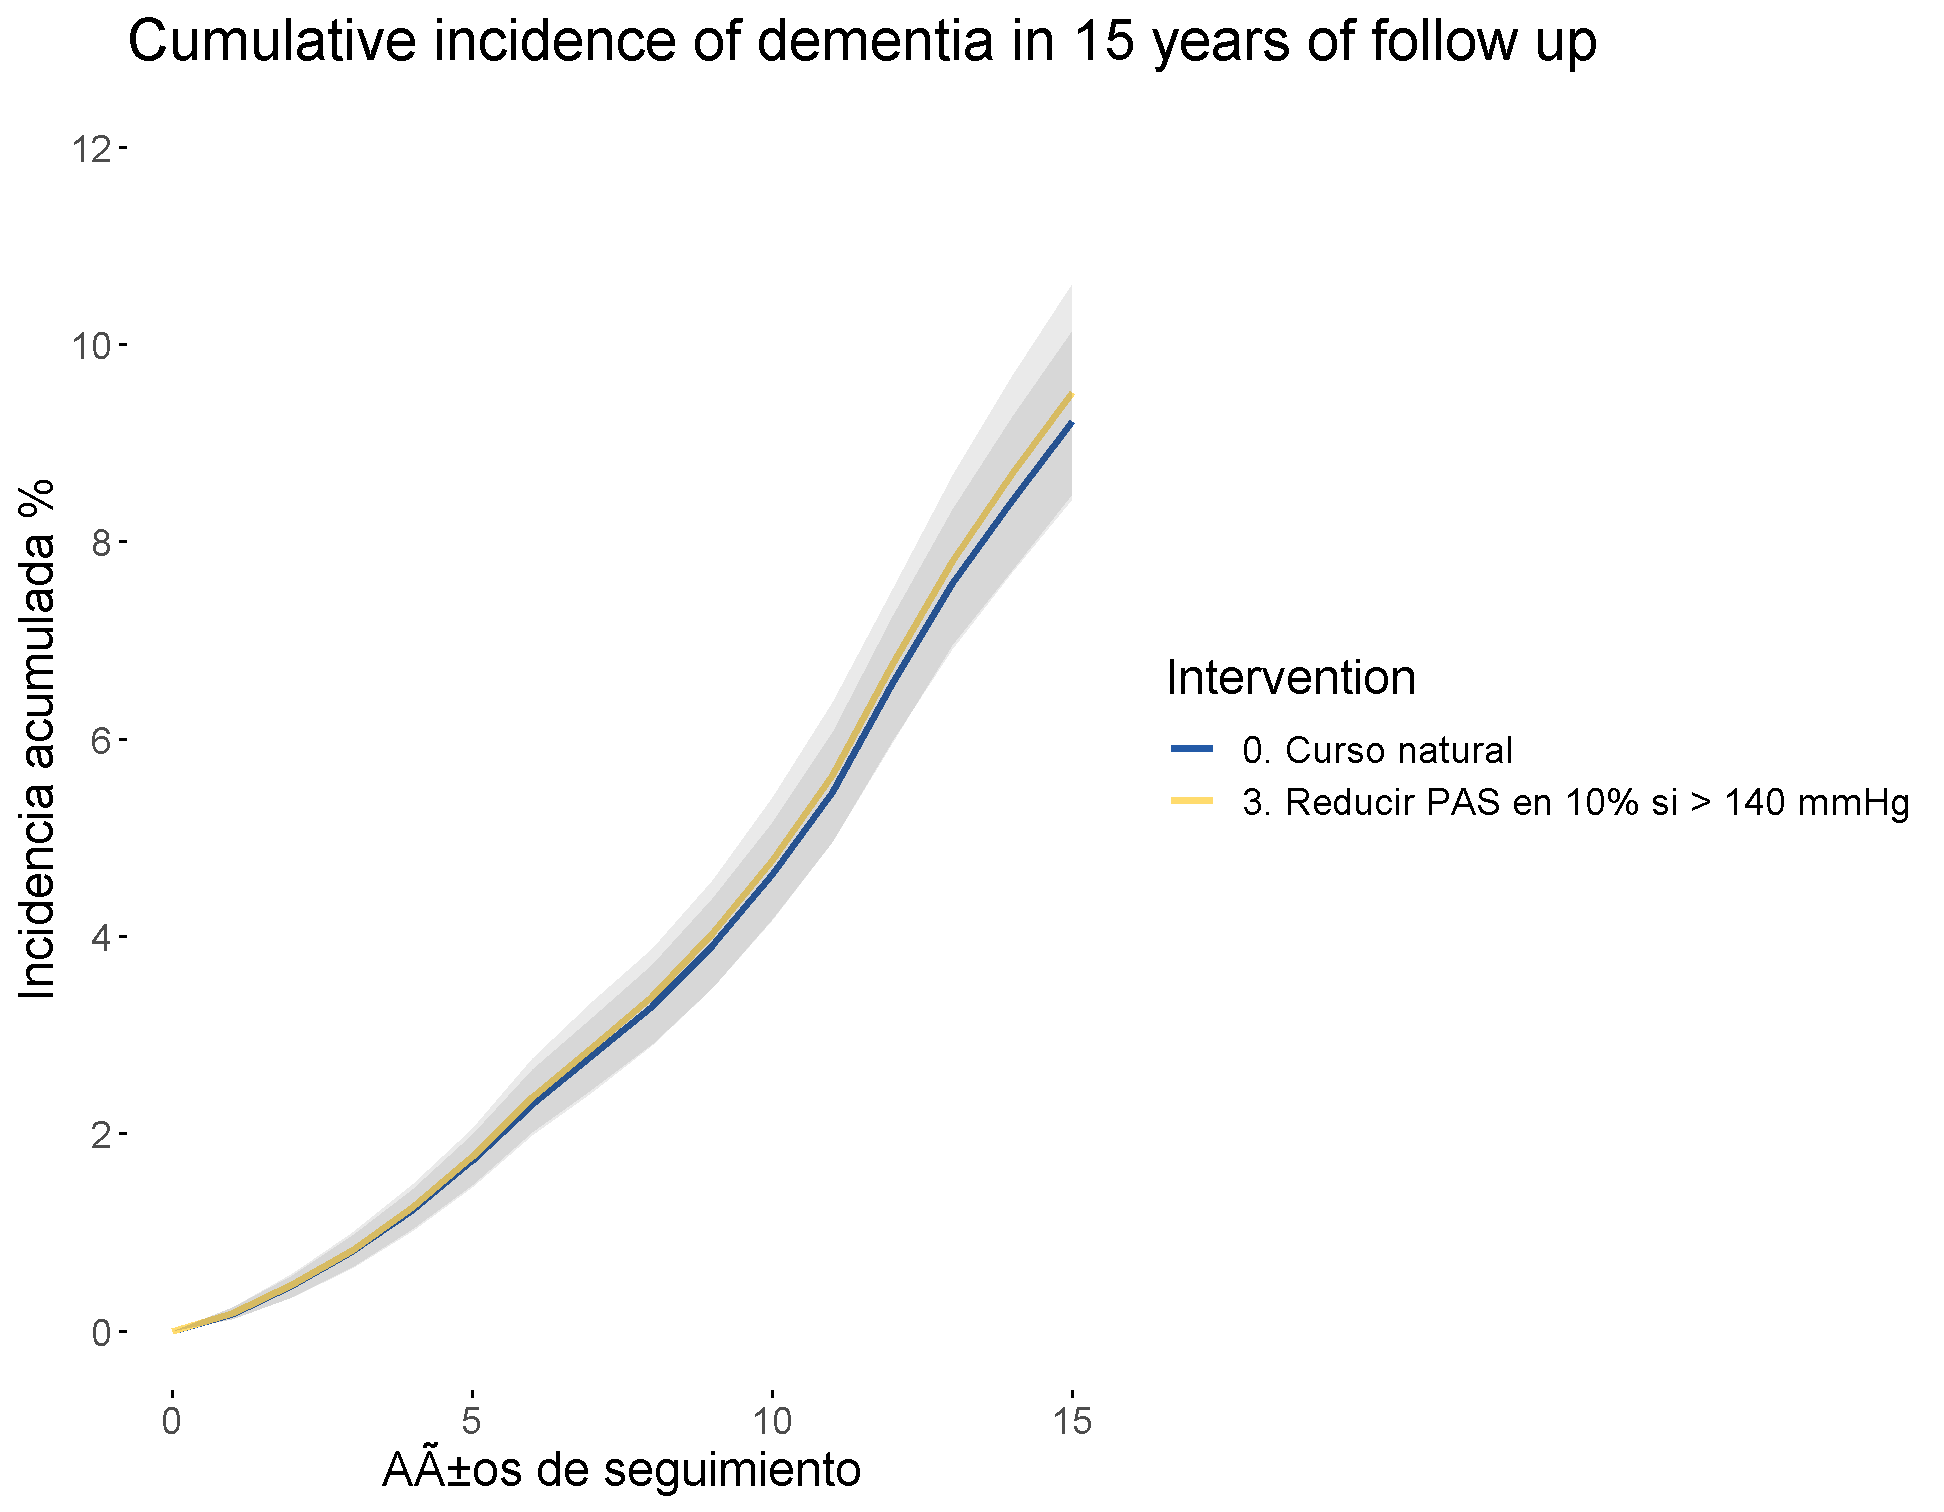 Cumulative incidence of dementia in 15 years of follow up
12
10
8
6
4
2
0
Incidencia acumulada %
0 5 10 15
AÃ±os de seguimiento
Intervention
0. Curso natural
3. Reducir PAS en 10% si > 140 mmHg